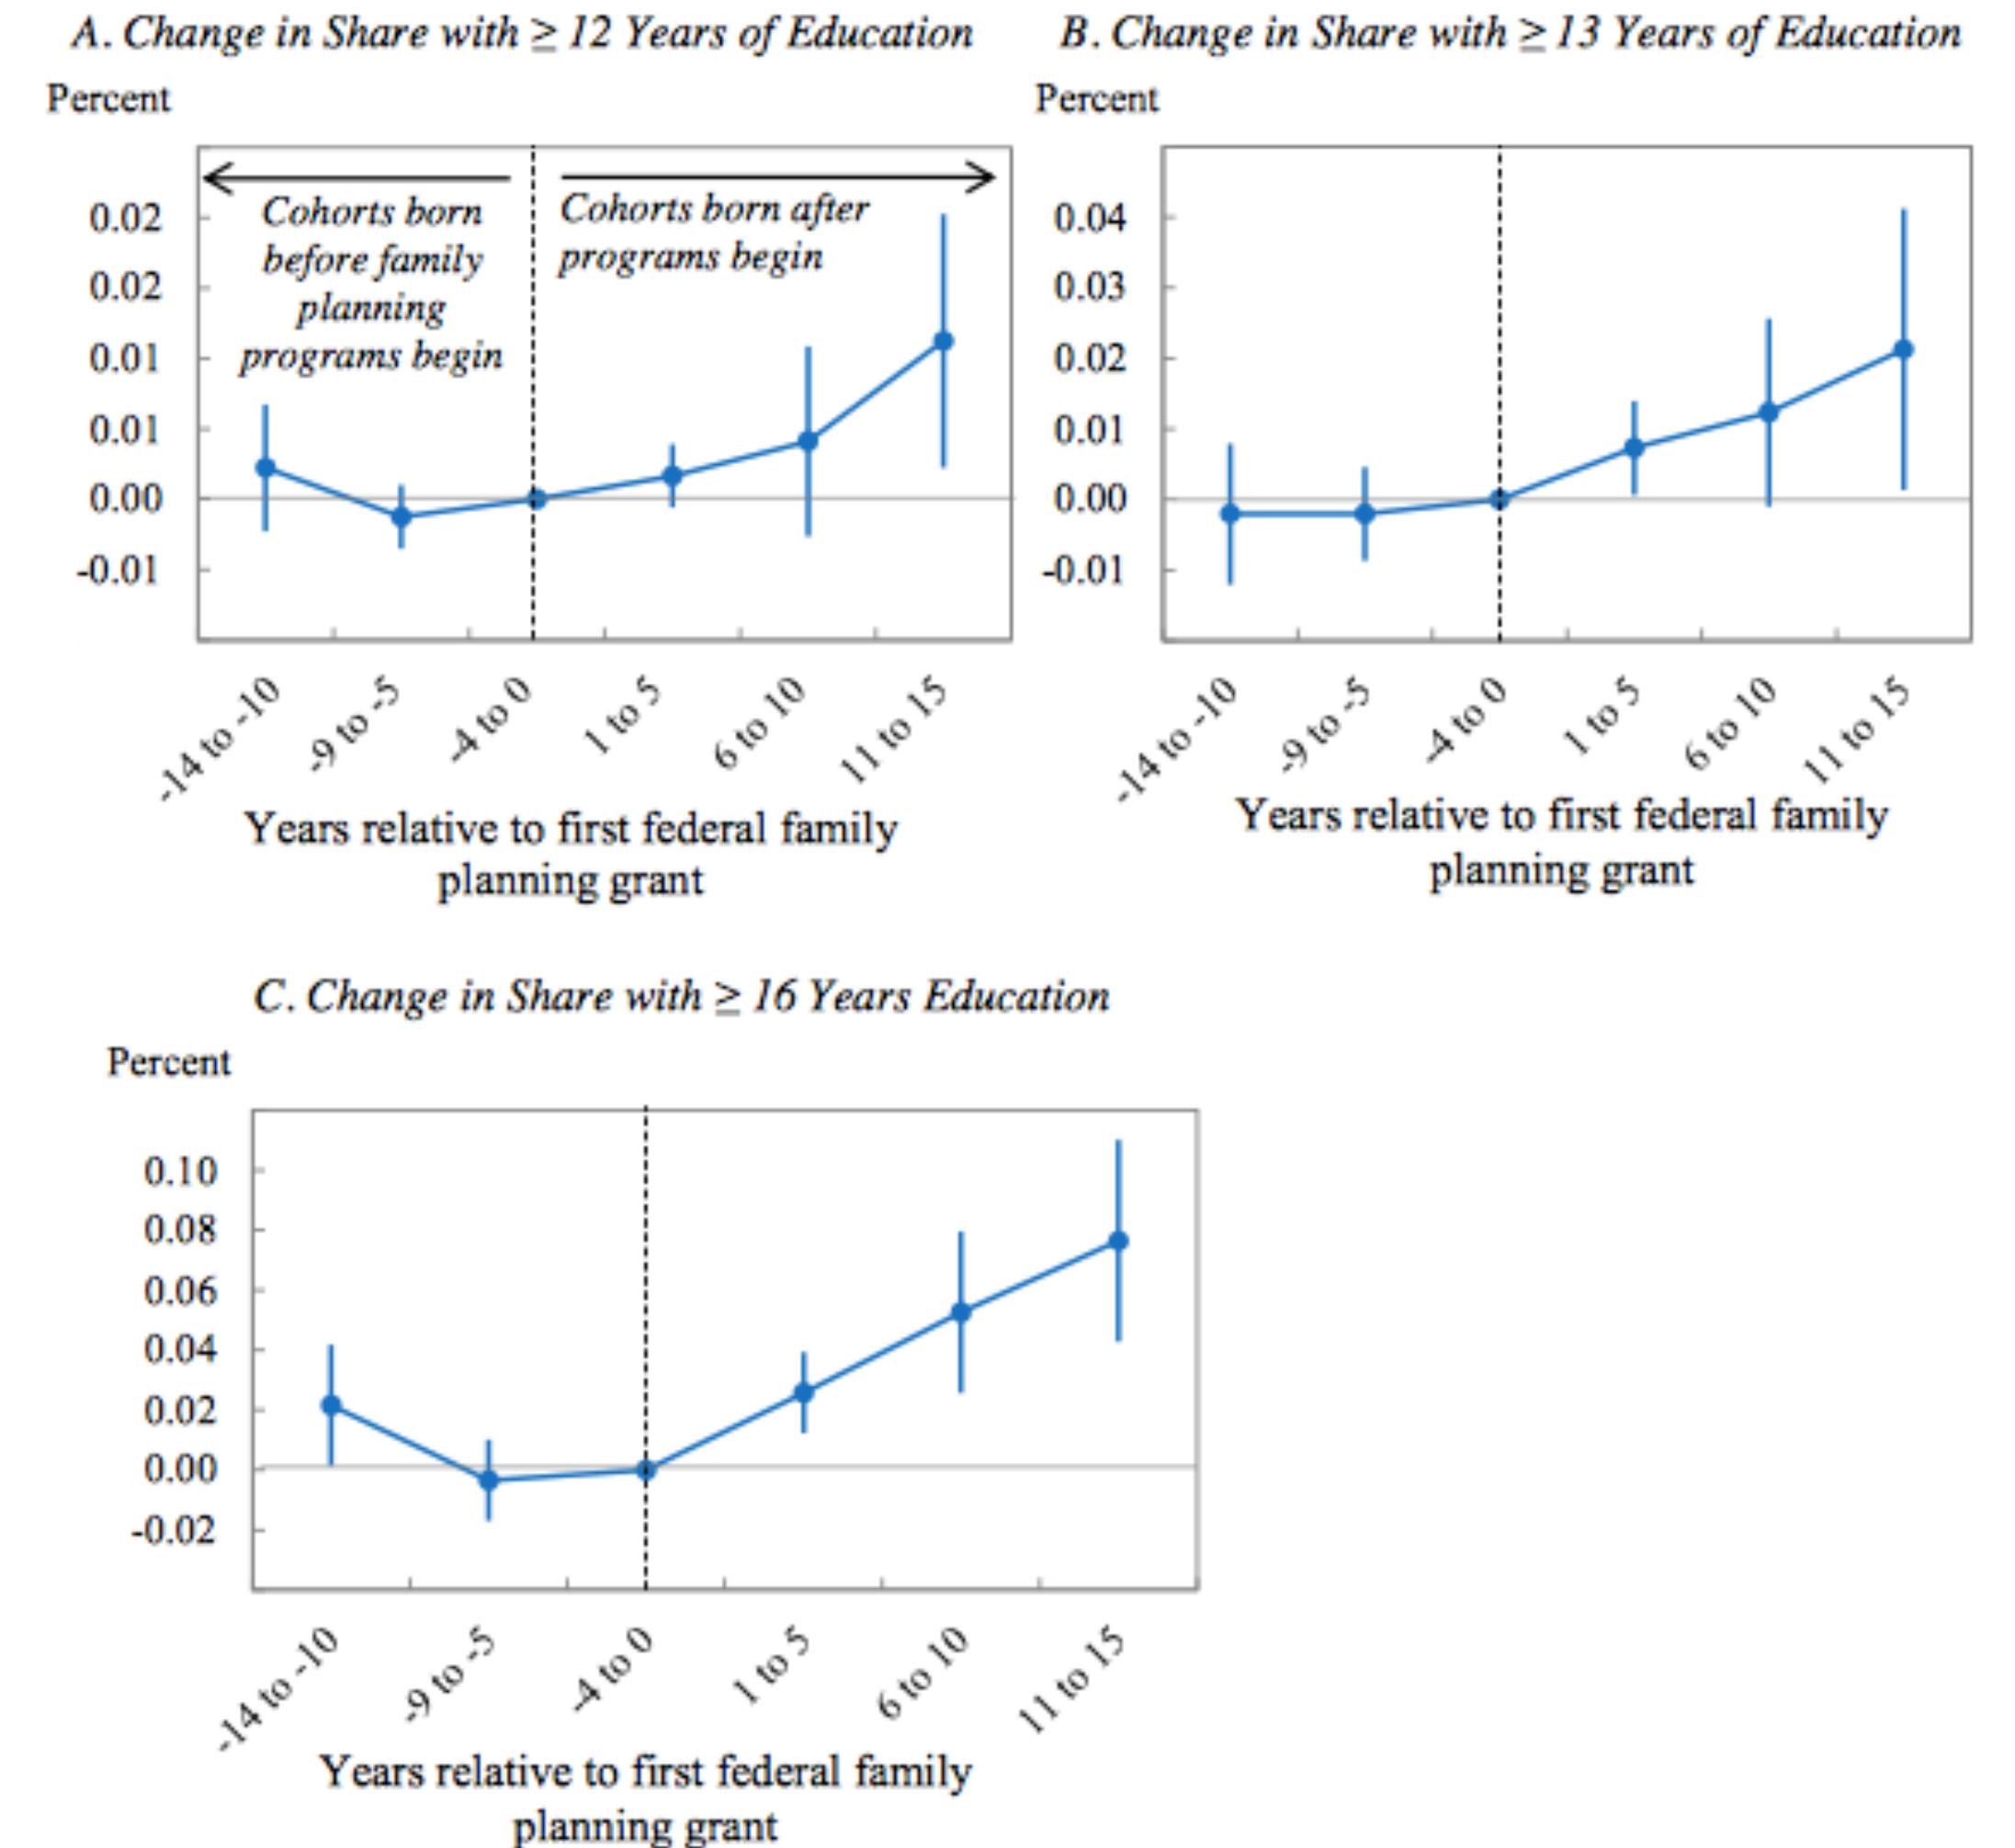 A. Change in Share with ≥ 12 Years of Education
Percent
0.02
0.02
0.01
0.01
0.00
-0.01
Cohorts born
before family
planning
programs begin
Cohorts born after
programs begin
-14 to -10
-9 to -5
-4 to 0
1 to 5
6 to 10
11 to 15
Years relative to first federal family
planning grant
B. Change in Share with ≥ 13 Years of Education
Percent
0.04
0.03
0.02
0.01
0.00
-0.01
-14 to -10
-9 to -5
-4 to 0
1 to 5
6 to 10
11 to 15
Years relative to first federal family
planning grant
C. Change in Share with ≥ 16 Years Education
Percent
0.10
0.08
0.06
0.04
0.02
0.00
-0.02
-14 to -10
-9 to -5
-4 to 0
1 to 5
6 to 10
11 to 15
Years relative to first federal family
planning grant